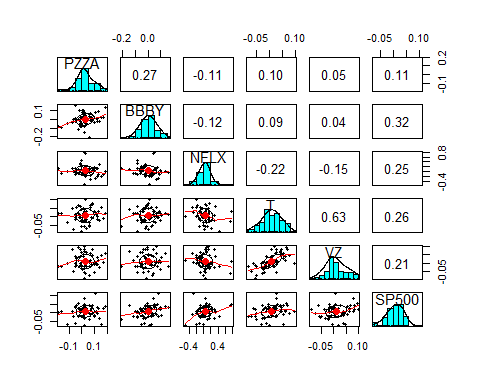 -0.2 0.0 -0.05 0.10 -0.05 0.10
PZZA 0.27 -0.11 0.10 0.05 0.11 -0.1 0.2
-0.2 0.1 BBBY -0.12 0.09 0.04 0.32
NFLX -0.22 -0.15 0.25 -0.4 0.8
-0.05 T 0.63 0.26
VZ 0.21 -0.05
-0.05 SP500
-0.1 0.1 -0.4 0.4 -0.05 0.10